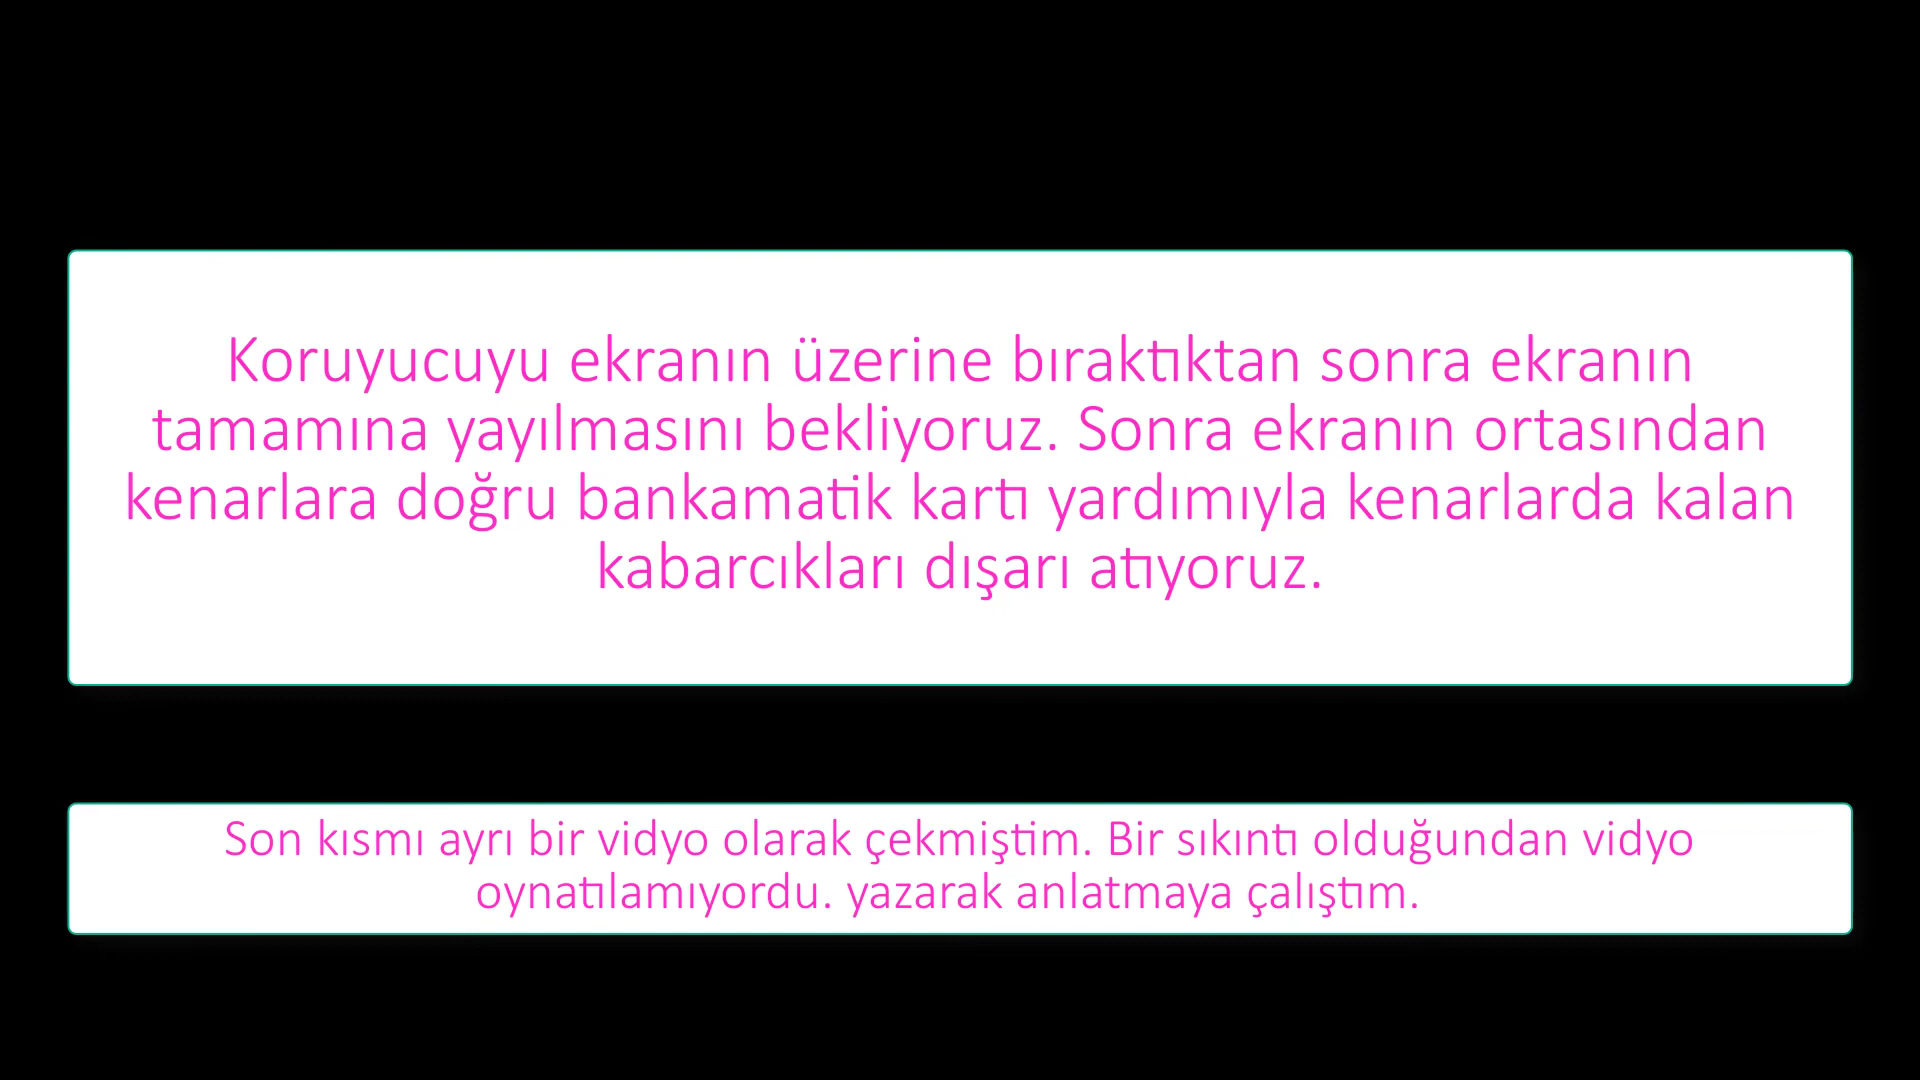 Koruyucuyu ekranın üzerine bıraktıktan sonra ekranın
tamamına yayılmasını bekliyoruz. Sonra ekranın ortasından
kenarlara doğru bankamatik kartı yardımıyla kenarlarda kalan
kabarcıkları dışarı atıyoruz.
Son kısmı ayrı bir vidyo olarak çekmiştim. Bir sıkıntı olduğundan vidyo
oynatılamıyordu. yazarak anlatmaya çalıştım.